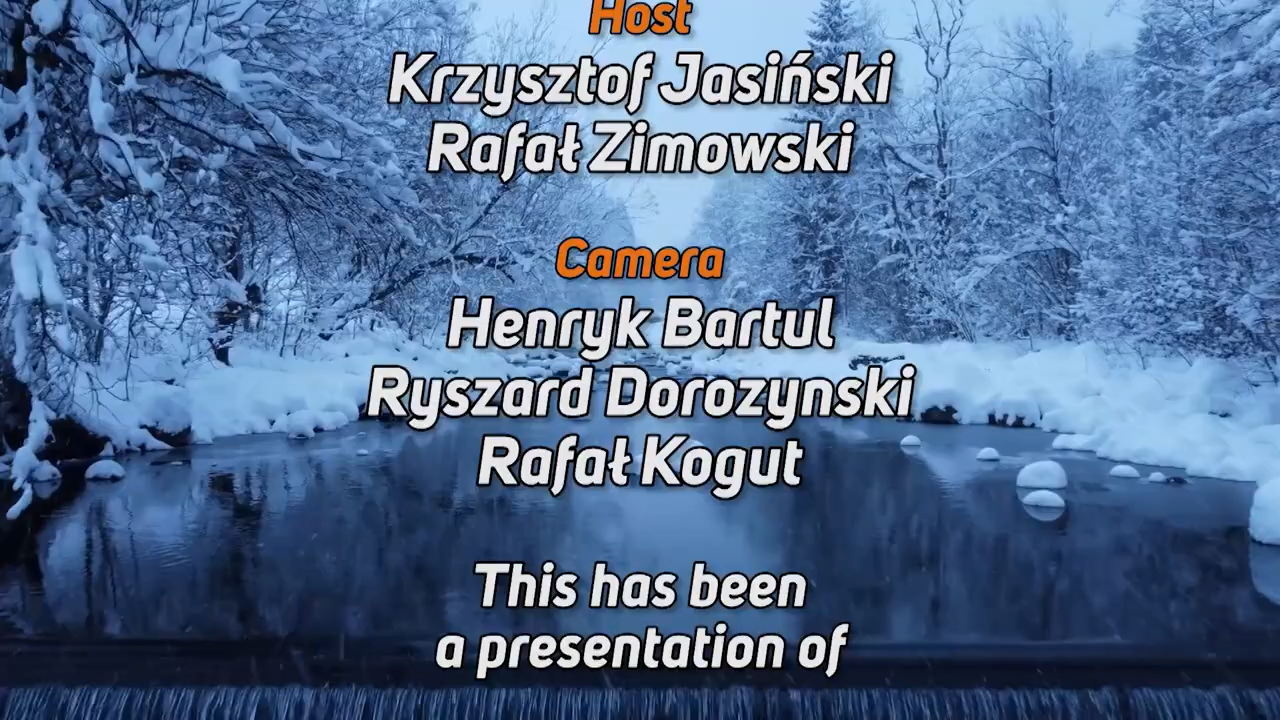 Host
Krzysztof Jasiński
Rafał Zimowski
Camera
Henryk Bartul
Ryszard Dorozynski
Rafał Kogut
This has been
a presentation of